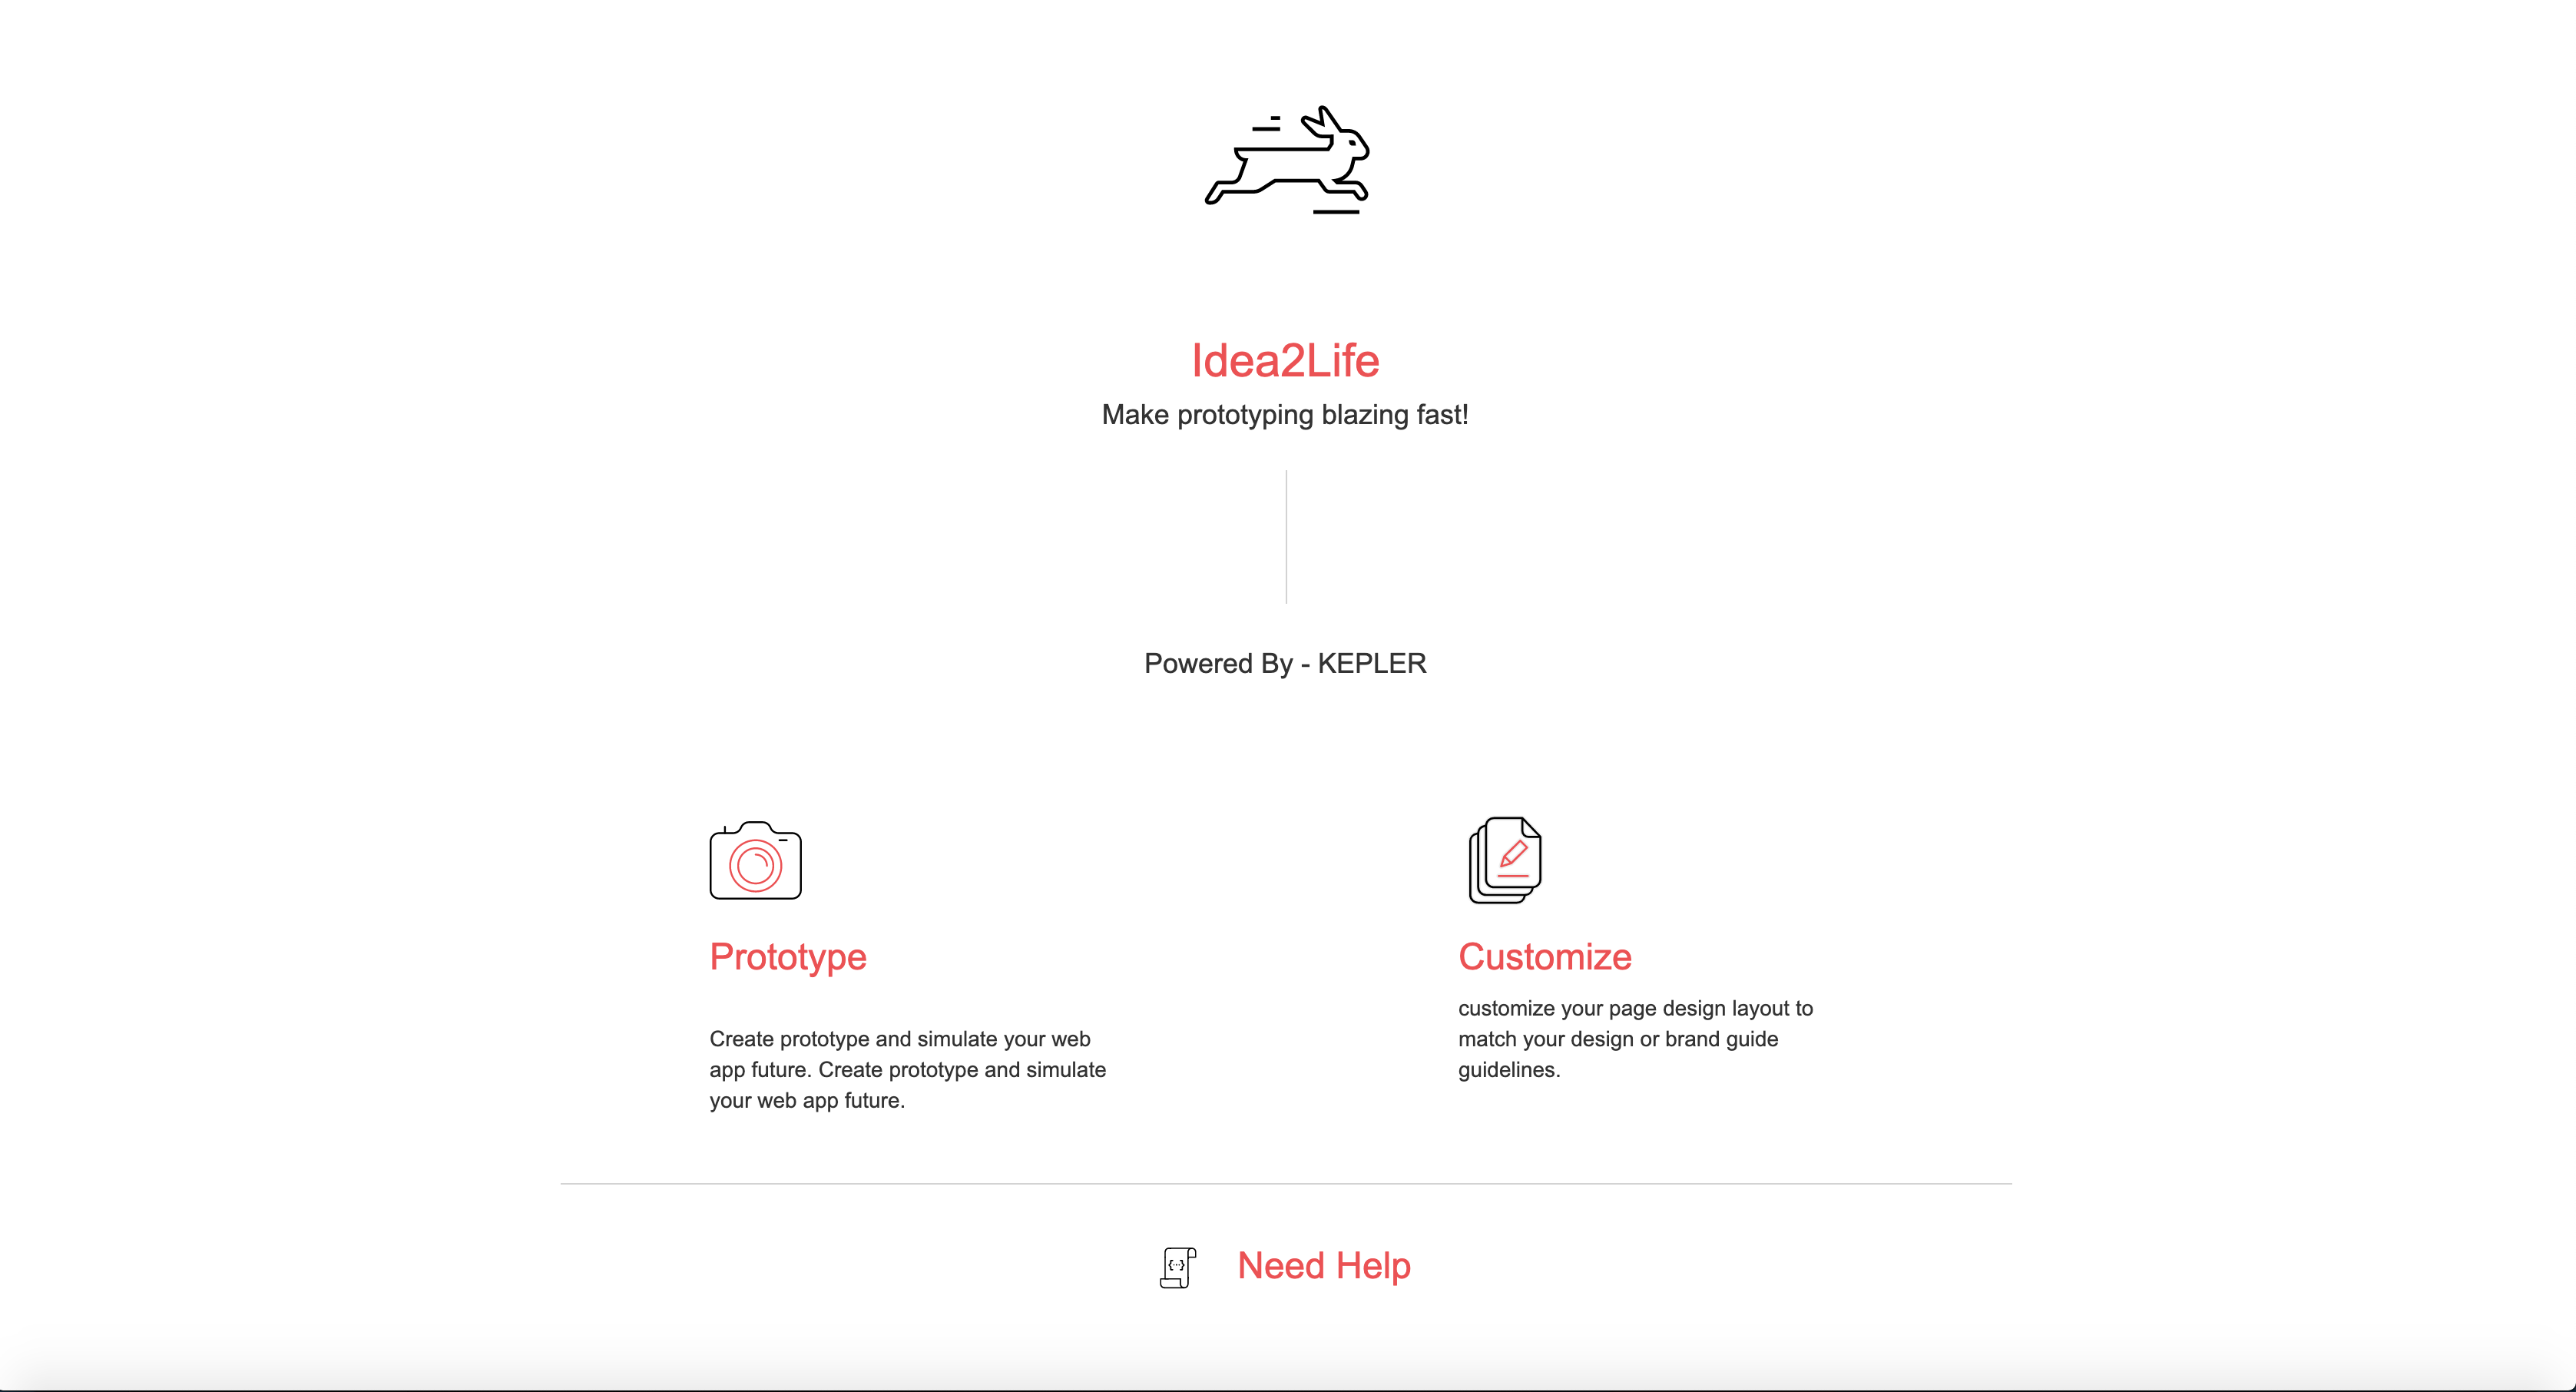 Idea2Life
Make prototyping blazing fast!
Powered By - KEPLER
Prototype
Create prototype and simulate your web
app future. Create prototype and simulate
your web app future.
Customize
customize your page design layout to
match your design or brand guide
guidelines.
{...}
Need Help